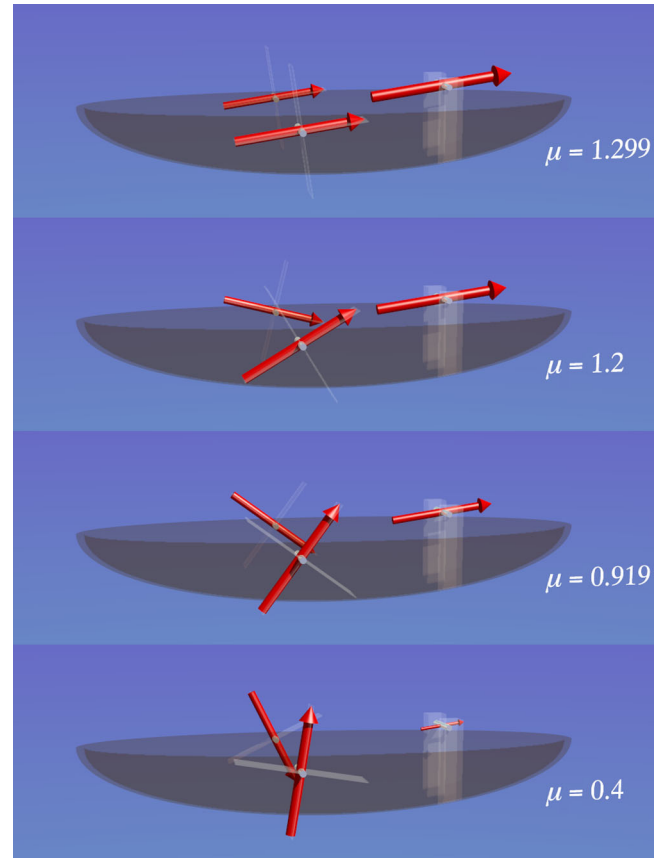 μ = 1.299
μ = 1.2
μ = 0.919
μ = 0.4